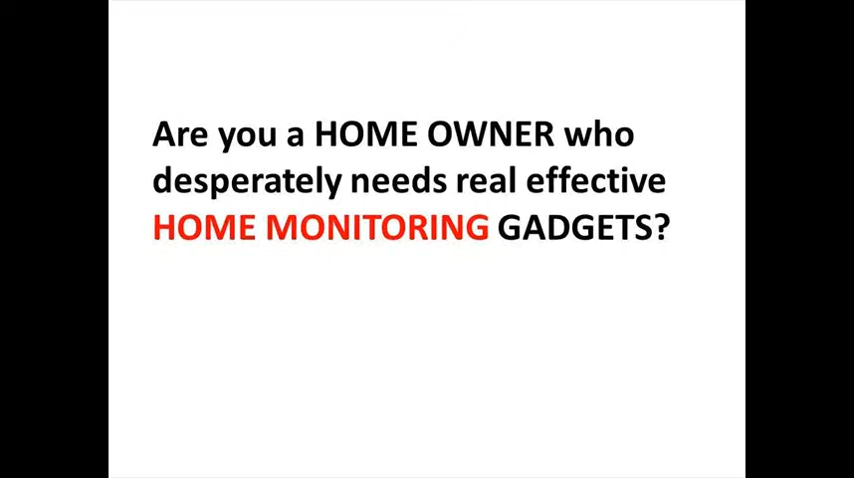 Are you a HOME OWNER who
desperately needs real effective
HOME MONITORING GADGETS?